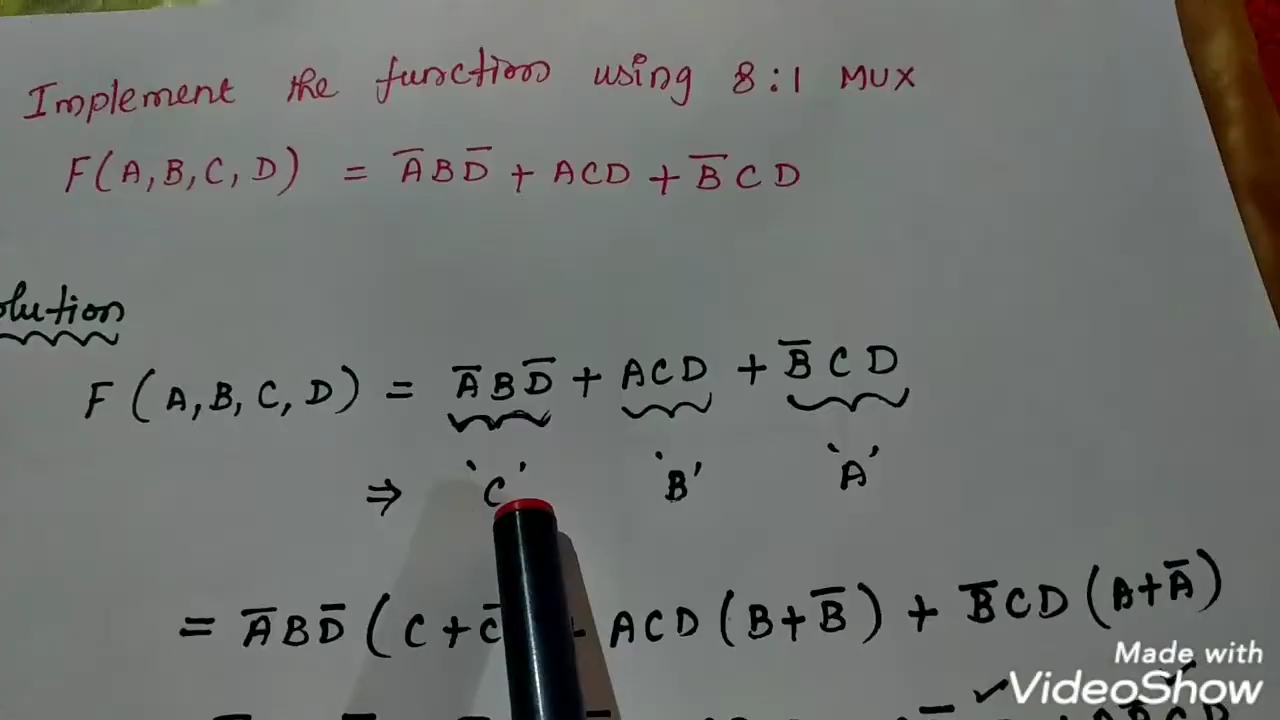 Implement the function using 8:1 MUX
F(A,B,C,D) = A̅BD̅ + ACD + B̅CD
olution
F(A,B,C,D) = A̅BD̅ + ACD + B̅CD
⇒ 'C' 'B' 'A'
= A̅BD̅(C+C̅ + ACD(B+B̅) + B̅CD(A+A̅)
Made with
VideoShow